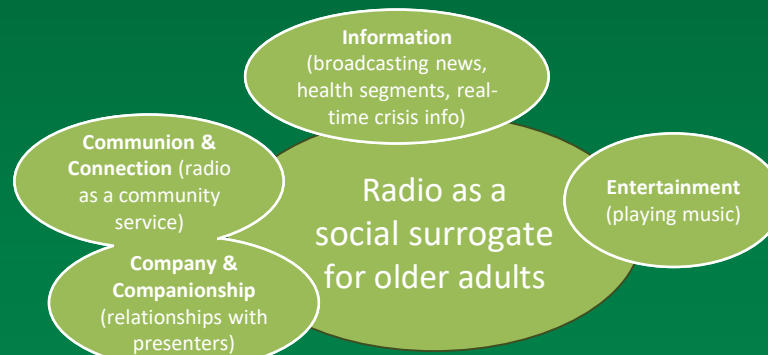 Information
(broadcasting news,
health segments, real-
time crisis info)
Communion &
Connection (radio
as a community
service)
Radio as a
social surrogate
for older adults
Entertainment
(playing music)
Company &
Companionship
(relationships with
presenters)